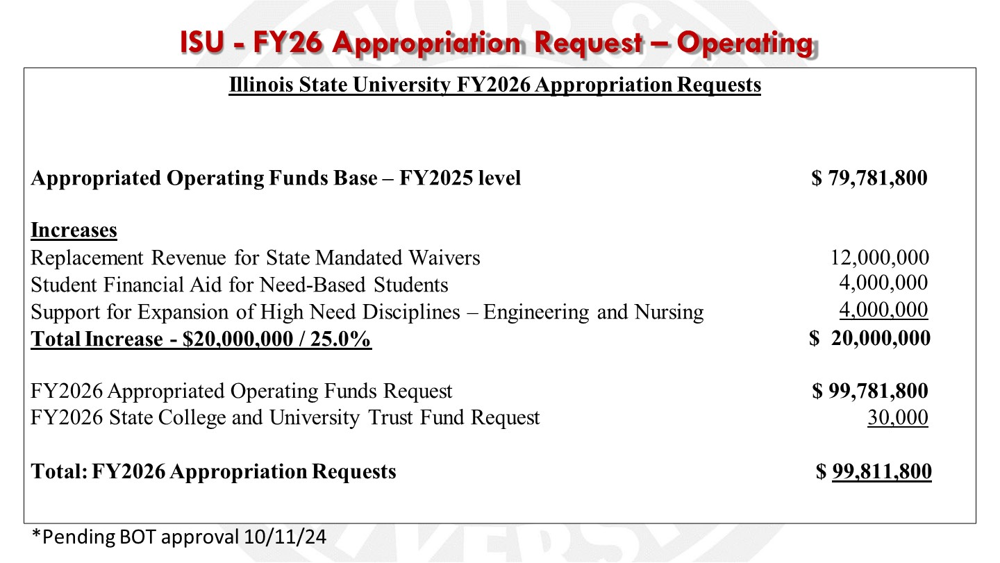 ISU - FY26 Appropriation Request – Operating
Illinois State University FY2026 Appropriation Requests
Appropriated Operating Funds Base – FY2025 level $ 79,781,800
Increases
Replacement Revenue for State Mandated Waivers 12,000,000
Student Financial Aid for Need-Based Students 4,000,000
Support for Expansion of High Need Disciplines – Engineering and Nursing 4,000,000
Total Increase - $20,000,000 / 25.0% $ 20,000,000
FY2026 Appropriated Operating Funds Request $ 99,781,800
FY2026 State College and University Trust Fund Request 30,000
Total: FY2026 Appropriation Requests $ 99,811,800
*Pending BOT approval 10/11/24